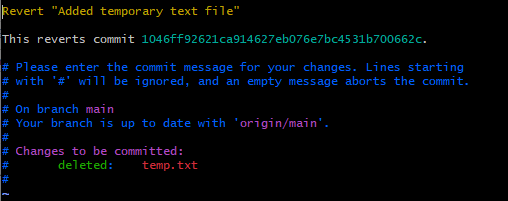 Revert "Added temporary text file"
This reverts commit 1046ff92621ca914627eb076e7bc4531b700662c.
# Please enter the commit message for your changes. Lines starting
# with '#' will be ignored, and an empty message aborts the commit.
#
# On branch main
# Your branch is up to date with 'origin/main'.
#
# Changes to be committed:
#       deleted:    temp.txt
#
~